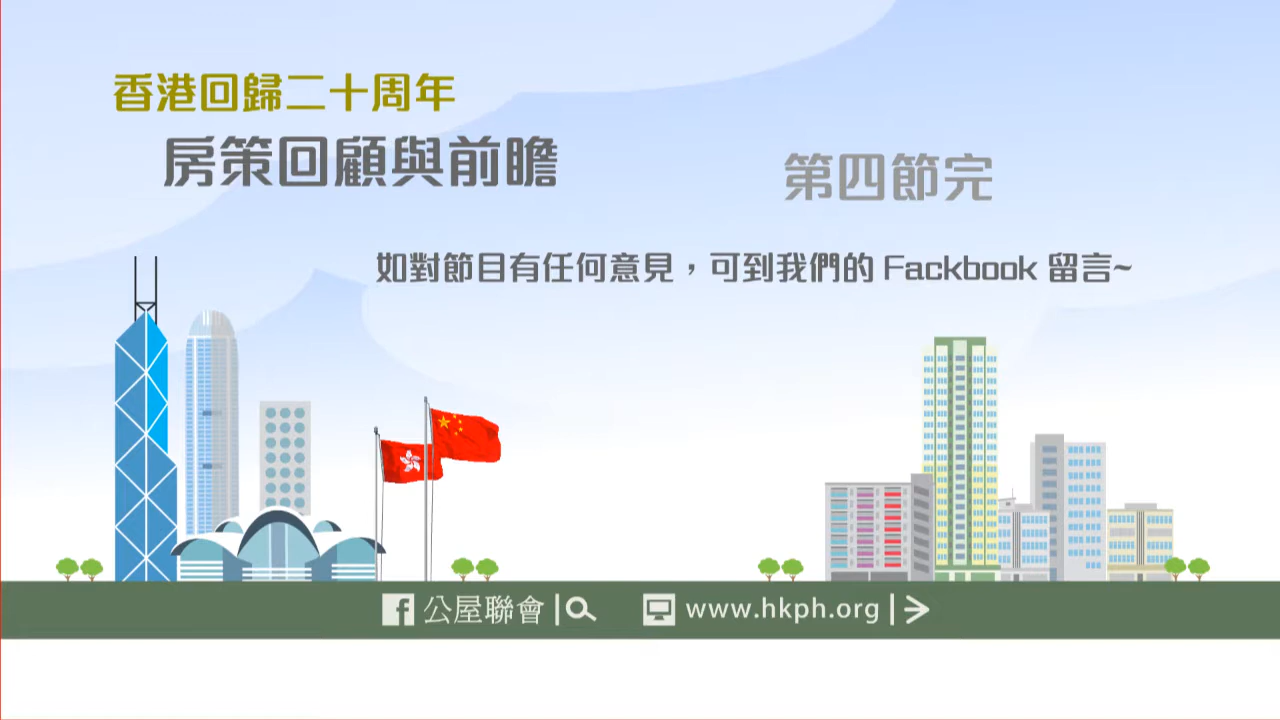 香港回歸二十周年
房策回顧與前瞻
第四節完
如對節目有任何意見，可到我們的 Fackbook 留言~
公屋聯會
www.hkph.org